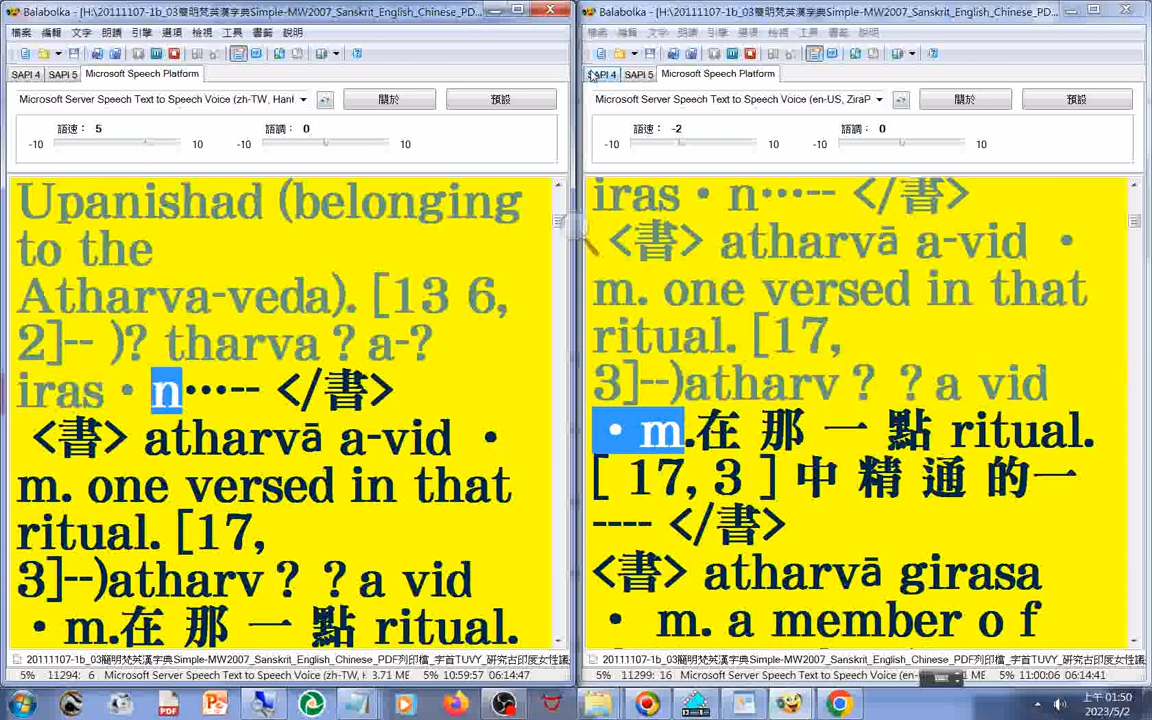 Balabolka - [H:\20111107-1b_03簡明梵英漢字典Simple-MW2007_Sanskrit_English_Chinese_PD...
檔案 編輯 文字 朗讀 引擎 選項 檢視 工具 書籤 說明
SAPI 4 SAPI 5 Microsoft Speech Platform
Microsoft Server Speech Text to Speech Voice (zh-TW, Hanl 關於 預設
語速： 5 語調： 0
-10 10 -10 10
Upanishad (belonging
to the
Atharva-veda). [13 6,
2]-- )? tharva ? a-?
iras • n…-- </書>
<書> atharvā a-vid •
m. one versed in that
ritual. [17,
3]--)atharv ? ? a vid
• m.在 那 一 點 ritual.
20111107-1b_03簡明梵英漢字典Simple-MW2007_Sanskrit_English_Chinese_PDF列印檔_字首TUVY_研究古印度女性議
5% 11294: 6 Microsoft Server Speech Text to Speech Voice (zh-TW, H 3.71 ME 5% 10:59:57 06:14:47
Balabolka - [H:\20111107-1b_03簡明梵英漢字典Simple-MW2007_Sanskrit_English_Chinese_PD...
檔案 編輯 文字 朗讀 引擎 選項 檢視 工具 書籤 說明
SAPI 4 SAPI 5 Microsoft Speech Platform
Microsoft Server Speech Text to Speech Voice (en-US, ZiraP 關於 預設
語速： -2 語調： 0
-10 10 -10 10
iras • n…-- </書>
<書> atharvā a-vid •
m. one versed in that
ritual. [17,
3]--)atharv ? ? a vid
• m.在 那 一 點 ritual.
[ 17, 3 ] 中 精 通 的 一
---- </書>
<書> atharvā girasa
• m. a member o f
20111107-1b_03簡明梵英漢字典Simple-MW2007_Sanskrit_English_Chinese_PDF列印檔_字首TUVY_研究古印度女性議
5% 11299: 16 Microsoft Server Speech Text to Speech Voice 5% 11:00:06 06:14:41
上午 01:50
2023/5/2